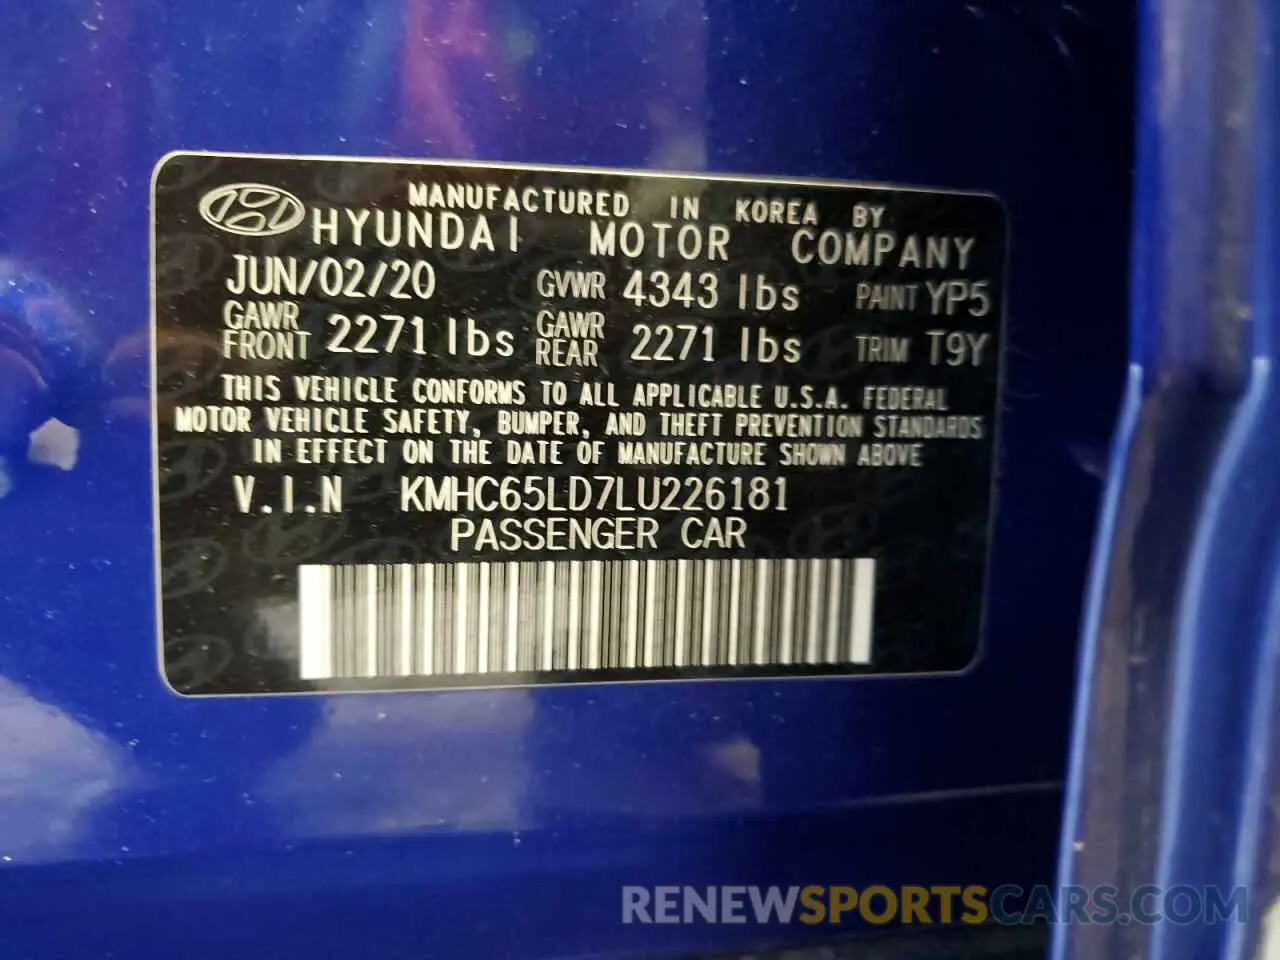 MANUFACTURED IN KOREA BY
HYUNDAI MOTOR COMPANY
JUN/02/20 GVWR 4343 lbs PAINT YP5
GAWR FRONT 2271 lbs GAWR REAR 2271 lbs TRIM T9Y
THIS VEHICLE CONFORMS TO ALL APPLICABLE U.S.A. FEDERAL
MOTOR VEHICLE SAFETY, BUMPER, AND THEFT PREVENTION STANDARDS
IN EFFECT ON THE DATE OF MANUFACTURE SHOWN ABOVE
V.I.N KMHC65LD7LU226181
PASSENGER CAR
RENEWSPORTSCARS.COM